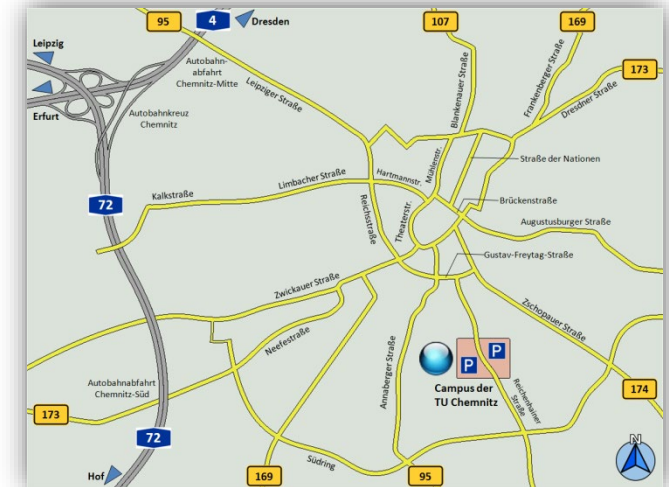 95
4
Dresden
107
169
173
Leipzig
Erfurt
Autobahn-
abfahrt
Chemnitz-Mitte
Autobahnkreuz
Chemnitz
Leipziger Straße
Blankenauer Straße
Frankenberger Straße
Dresdner Straße
Straße der Nationen
Mühlenstr.
Hartmannstr.
Limbacher Straße
Kalkstraße
72
Reichsstraße
Theaterstr.
Brückenstraße
Augustusburger Straße
Gustav-Freytag-Straße
Zwickauer Straße
Zschopauer Straße
Neefestraße
Annaberger Straße
P
P
Campus der
TU Chemnitz
Reichenhainer
Straße
Autobahnabfahrt
Chemnitz-Süd
173
174
72
Hof
169
Südring
95
N